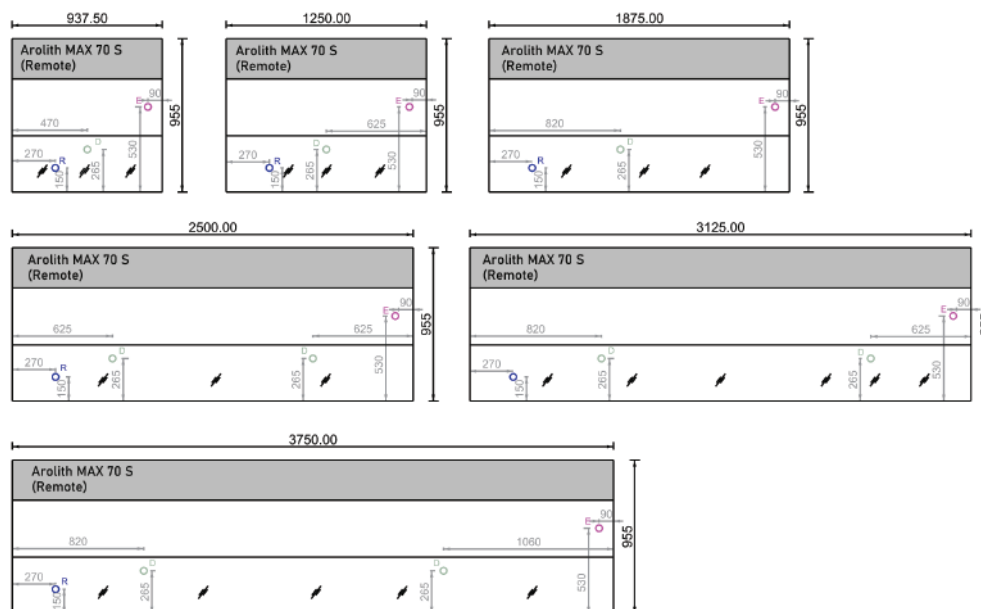 937.50
1250.00
1875.00
Arolith MAX 70 S
(Remote)
E
90
470
D
270
R
150
265
530
955
Arolith MAX 70 S
(Remote)
E
90
625
D
270
R
150
265
530
955
Arolith MAX 70 S
(Remote)
E
90
820
D
270
R
150
265
530
955
2500.00
3125.00
Arolith MAX 70 S
(Remote)
E
90
625
625
D
D
270
R
150
265
265
530
955
Arolith MAX 70 S
(Remote)
E
90
820
625
D
D
270
R
150
265
265
530
3750.00
Arolith MAX 70 S
(Remote)
E
90
820
1060
D
D
270
R
150
265
265
530
955